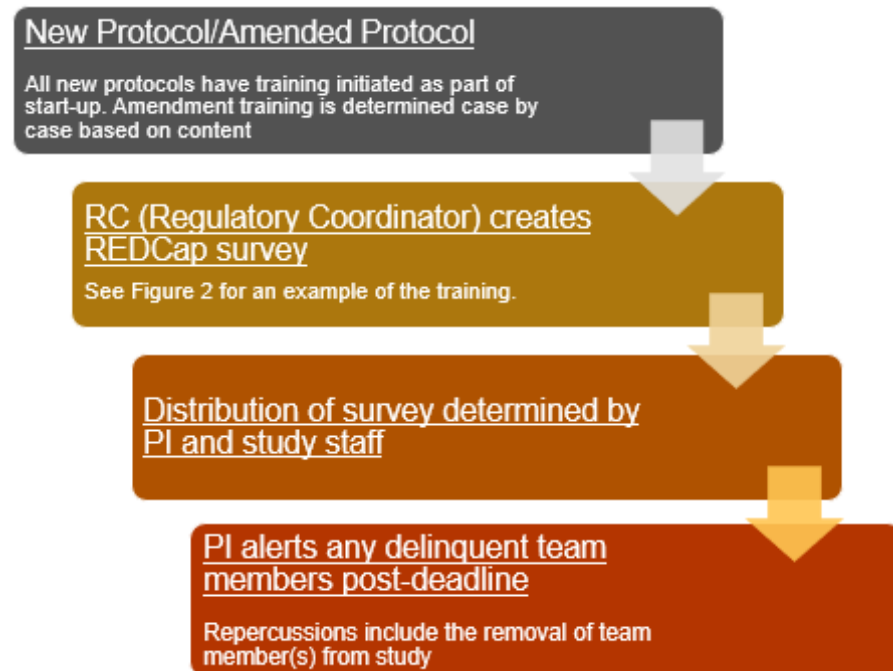 New Protocol/Amended Protocol
All new protocols have training initiated as part of
start-up. Amendment training is determined case by
case based on content
RC (Regulatory Coordinator) creates
REDCap survey
See Figure 2 for an example of the training.
Distribution of survey determined by
PI and study staff
PI alerts any delinquent team
members post-deadline
Repercussions include the removal of team
member(s) from study